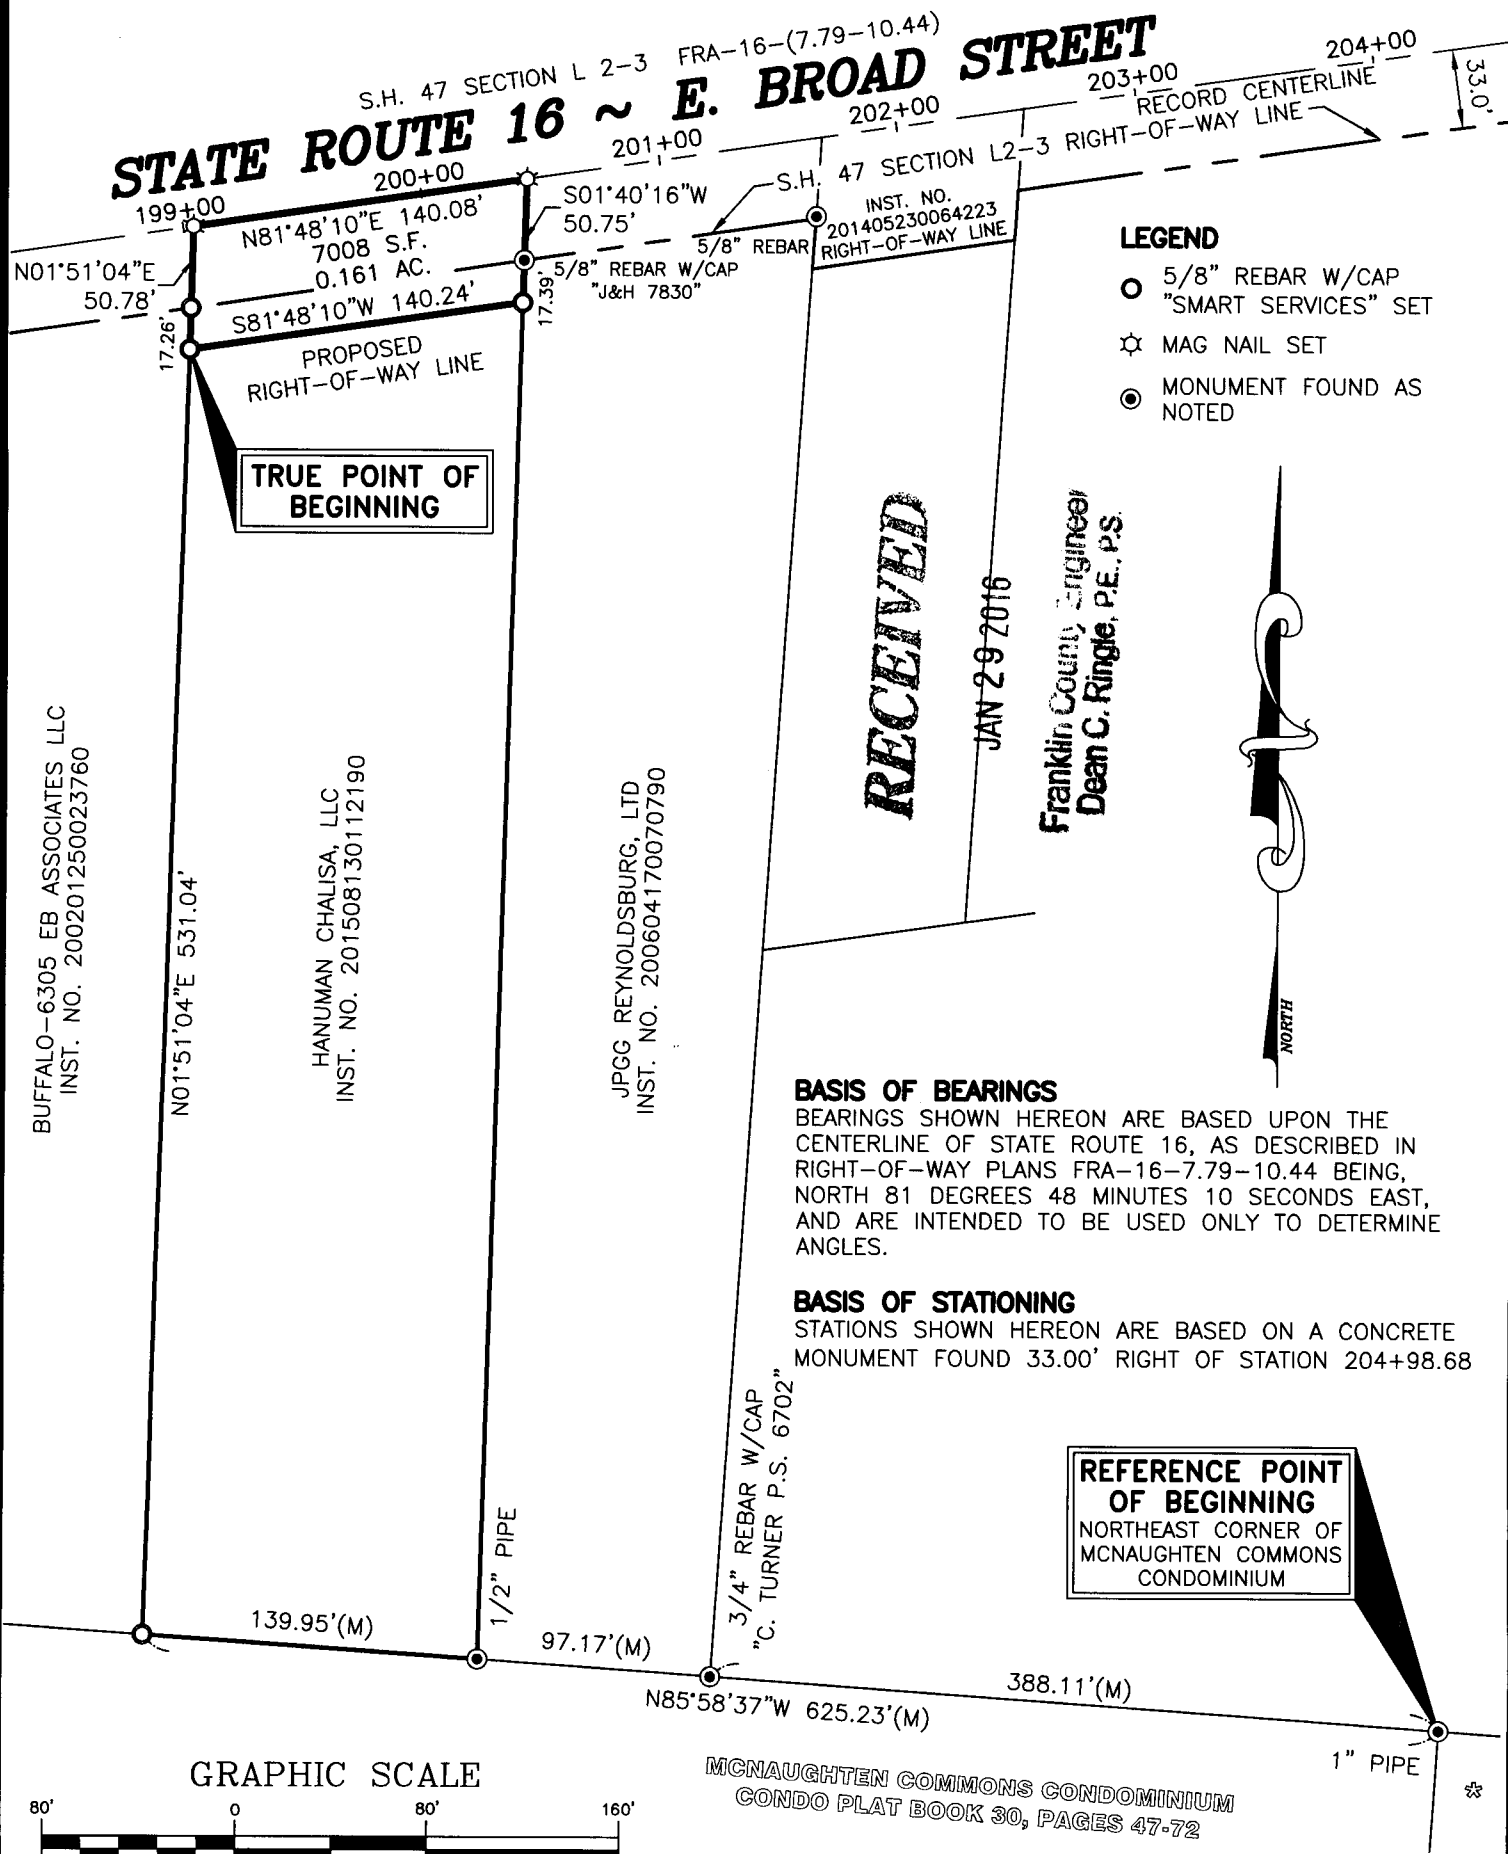 S.H. 47 SECTION L 2-3 FRA-16-(7.79-10.44)
STATE ROUTE 16 ~ E. BROAD STREET
199+00
200+00
201+00
202+00
203+00
204+00
RECORD CENTERLINE
33.0'
S.H. 47 SECTION L2-3 RIGHT-OF-WAY LINE
N81°48'10"E 140.08'
7008 S.F.
0.161 AC.
S81°48'10"W 140.24'
N01°51'04"E
50.78'
17.26'
S01°40'16"W
50.75'
17.39'
5/8" REBAR W/CAP
"J&H 7830"
5/8" REBAR
INST. NO.
201405230064223
RIGHT-OF-WAY LINE
PROPOSED
RIGHT-OF-WAY LINE
TRUE POINT OF
BEGINNING
LEGEND
5/8" REBAR W/CAP
"SMART SERVICES" SET
MAG NAIL SET
MONUMENT FOUND AS
NOTED
RECEIVED
JAN 29 2016
Franklin County Engineer
Dean C. Ringle, P.E., P.S.
NORTH
BUFFALO-6305 EB ASSOCIATES LLC
INST. NO. 200201250023760
N01°51'04"E 531.04'
HANUMAN CHALISA, LLC
INST. NO. 201508130112190
JPGG REYNOLDSBURG, LTD
INST. NO. 200604170070790
BASIS OF BEARINGS
BEARINGS SHOWN HEREON ARE BASED UPON THE
CENTERLINE OF STATE ROUTE 16, AS DESCRIBED IN
RIGHT-OF-WAY PLANS FRA-16-7.79-10.44 BEING,
NORTH 81 DEGREES 48 MINUTES 10 SECONDS EAST,
AND ARE INTENDED TO BE USED ONLY TO DETERMINE
ANGLES.
BASIS OF STATIONING
STATIONS SHOWN HEREON ARE BASED ON A CONCRETE
MONUMENT FOUND 33.00' RIGHT OF STATION 204+98.68
1/2" PIPE
3/4" REBAR W/CAP
"C. TURNER P.S. 6702"
REFERENCE POINT
OF BEGINNING
NORTHEAST CORNER OF
MCNAUGHTEN COMMONS
CONDOMINIUM
139.95'(M)
97.17'(M)
388.11'(M)
N85°58'37"W 625.23'(M)
1" PIPE
*
MCNAUGHTEN COMMONS CONDOMINIUM
CONDO PLAT BOOK 30, PAGES 47-72
GRAPHIC SCALE
80' 0 80' 160'